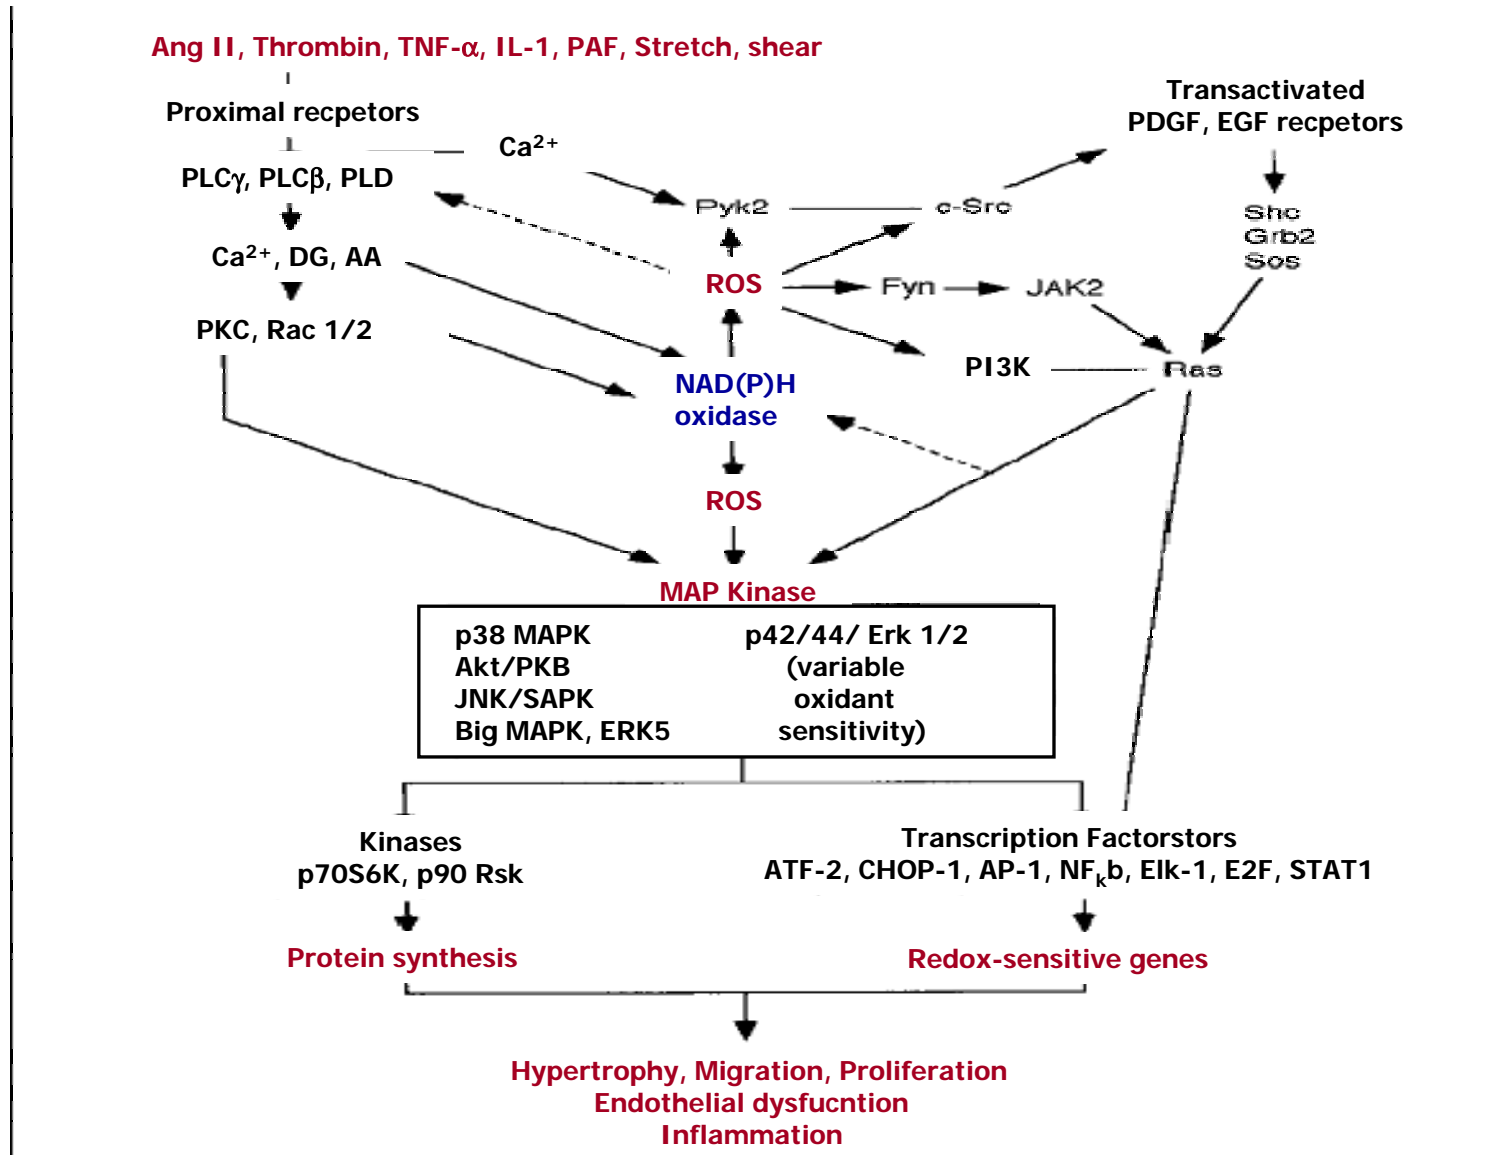 Ang II, Thrombin, TNF-α, IL-1, PAF, Stretch, shear
Proximal recpetors
Transactivated
PDGF, EGF recpetors
Ca²⁺
PLCγ, PLCβ, PLD
Pyk2
c-Src
Shc
Grb2
Sos
Ca²⁺, DG, AA
ROS
Fyn
JAK2
PKC, Rac 1/2
PI3K
Ras
NAD(P)H
oxidase
ROS
MAP Kinase
p38 MAPK
Akt/PKB
JNK/SAPK
Big MAPK, ERK5
p42/44/ Erk 1/2
(variable
oxidant
sensitivity)
Kinases
p70S6K, p90 Rsk
Transcription Factorstors
ATF-2, CHOP-1, AP-1, NFₖb, Elk-1, E2F, STAT1
Protein synthesis
Redox-sensitive genes
Hypertrophy, Migration, Proliferation
Endothelial dysfucntion
Inflammation